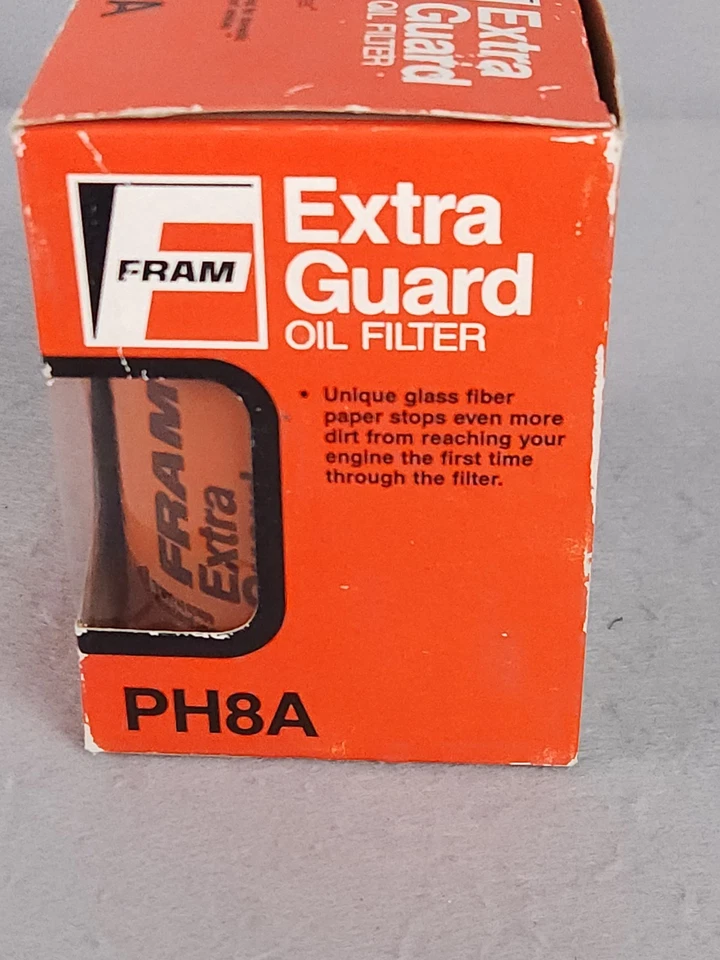 A
Extra
Guard
OIL FILTER
FRAM
Extra
Guard
OIL FILTER
• Unique glass fiber
paper stops even more
dirt from reaching your
engine the first time
through the filter.
FRAM
Extra
PH8A